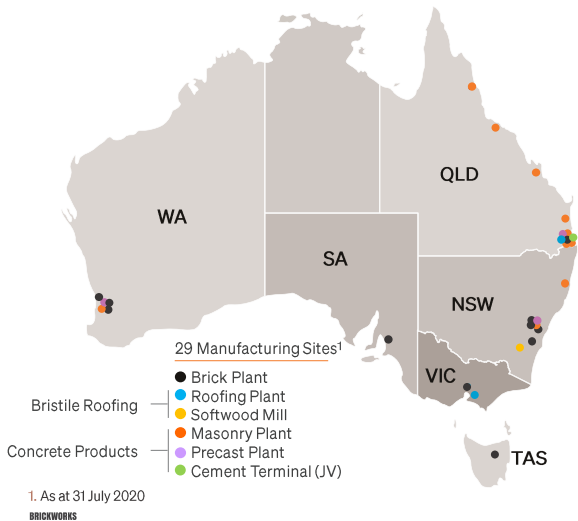 QLD
WA
SA
NSW
29 Manufacturing Sites¹
VIC
Brick Plant
Roofing Plant
Bristile Roofing
Softwood Mill
Masonry Plant
Concrete Products
Precast Plant
TAS
Cement Terminal (JV)
1. As at 31 July 2020
BRICKWORKS